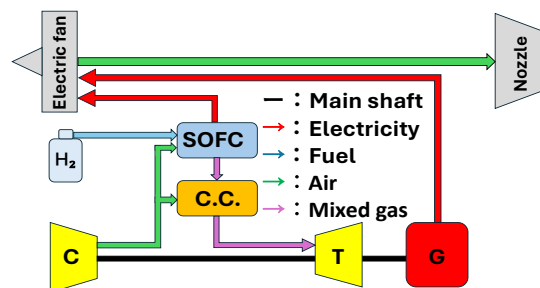 Electric fan
Nozzle
: Main shaft
: Electricity
: Fuel
: Air
: Mixed gas
H₂
SOFC
C.C.
C
T
G